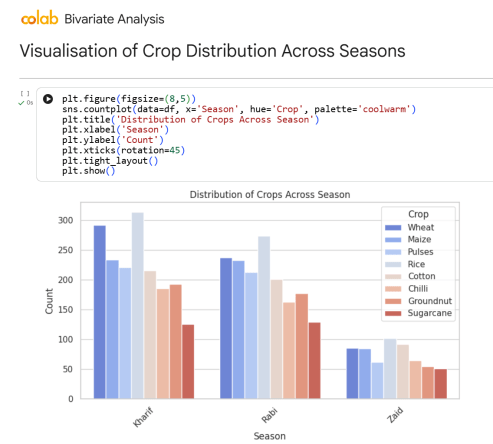 colab Bivariate Analysis
Visualisation of Crop Distribution Across Seasons
[ ]
✓ 0s
plt.figure(figsize=(8,5))
sns.countplot(data=df, x='Season', hue='Crop', palette='coolwarm')
plt.title('Distribution of Crops Across Season')
plt.xlabel('Season')
plt.ylabel('Count')
plt.xticks(rotation=45)
plt.tight_layout()
plt.show()
Distribution of Crops Across Season
Crop
Wheat
Maize
Pulses
Rice
Cotton
Chilli
Groundnut
Sugarcane
300
250
200
150
100
50
0
Count
Kharif
Rabi
Zaid
Season